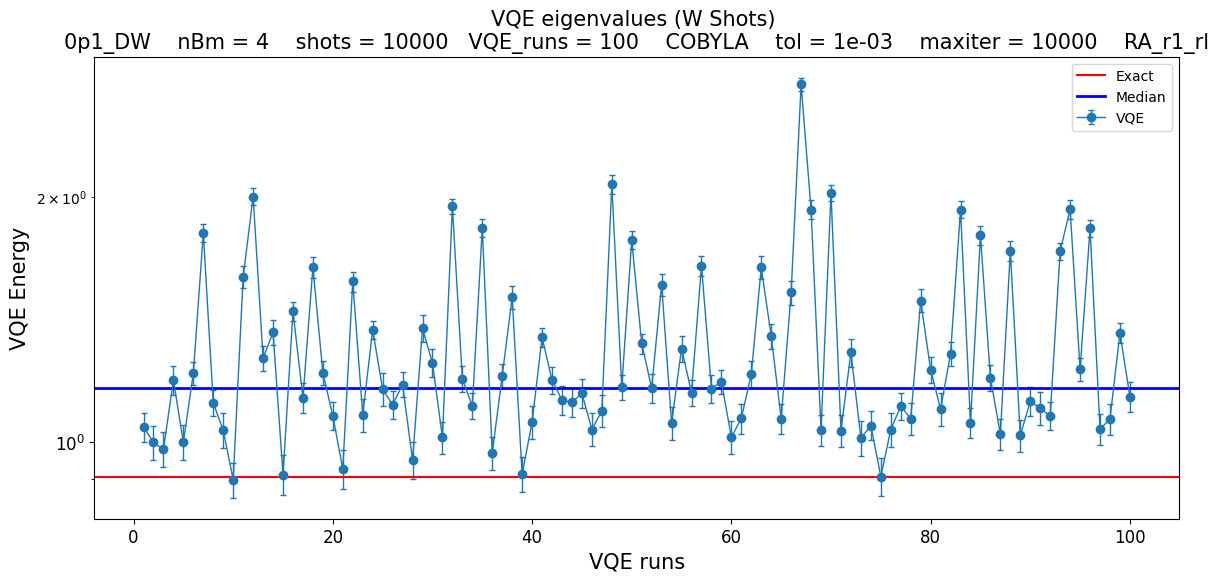 VQE eigenvalues (W Shots)
0p1_DW    nBm = 4    shots = 10000   VQE_runs = 100    COBYLA    tol = 1e-03    maxiter = 10000    RA_r1_rl
Exact
Median
VQE
VQE Energy
2 × 10⁰
10⁰
0 20 40 60 80 100
VQE runs